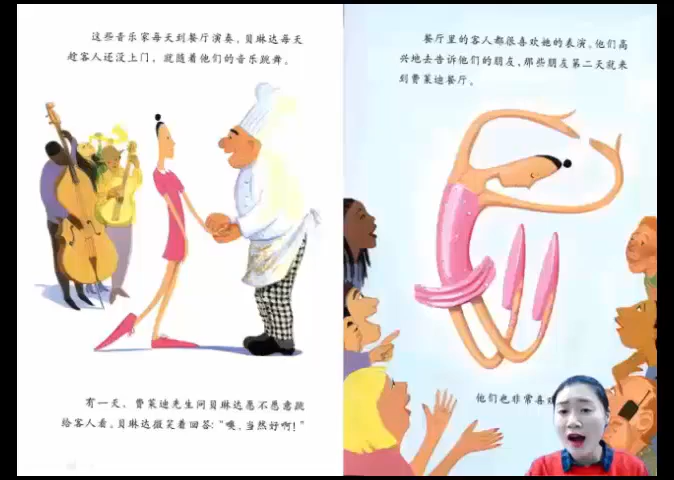 这些音乐家每天到餐厅演奏，贝琳达每天
趁客人还没上门，就随着他们的音乐跳舞。
有一天，费莱迪先生问贝琳达愿不愿意跳
给客人看。贝琳达微笑着回答：“噢，当然好啊！”
餐厅里的客人都很喜欢她的表演。他们高
兴地去告诉他们的朋友，那些朋友第二天就来
到费莱迪餐厅。
他们也非常喜